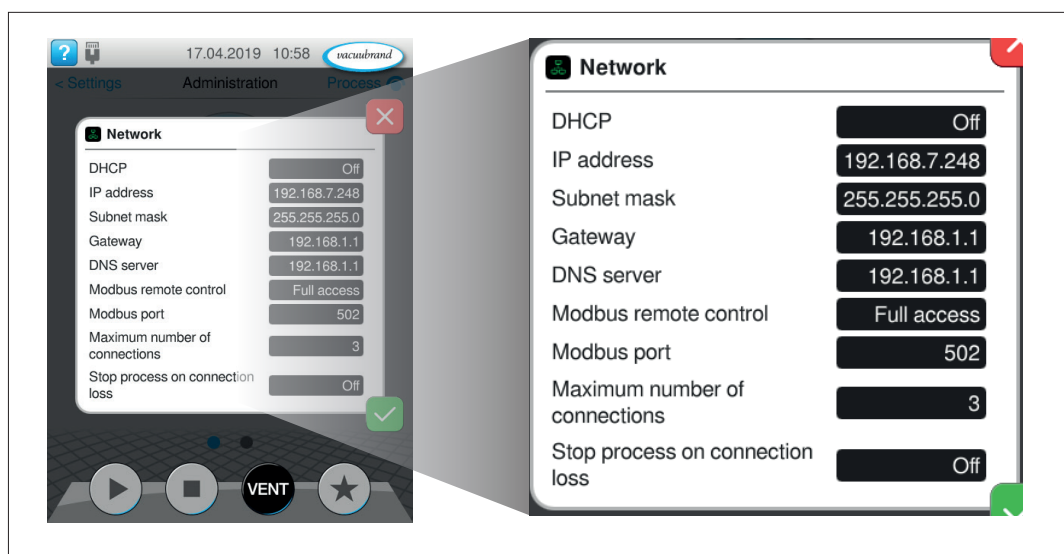 ?
17.04.2019 10:58
vacuubrand
< Settings
Administration
Process
Network
DHCP
Off
IP address
192.168.7.248
Subnet mask
255.255.255.0
Gateway
192.168.1.1
DNS server
192.168.1.1
Modbus remote control
Full access
Modbus port
502
Maximum number of
connections
3
Stop process on connection
loss
Off
VENT
Network
DHCP
Off
IP address
192.168.7.248
Subnet mask
255.255.255.0
Gateway
192.168.1.1
DNS server
192.168.1.1
Modbus remote control
Full access
Modbus port
502
Maximum number of
connections
3
Stop process on connection
loss
Off